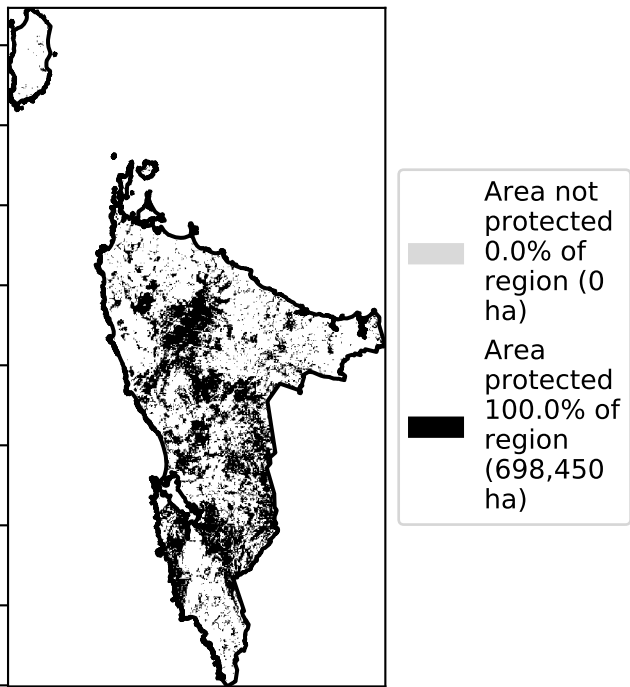 Area not
protected
0.0% of
region (0
ha)
Area
protected
100.0% of
region
(698,450
ha)